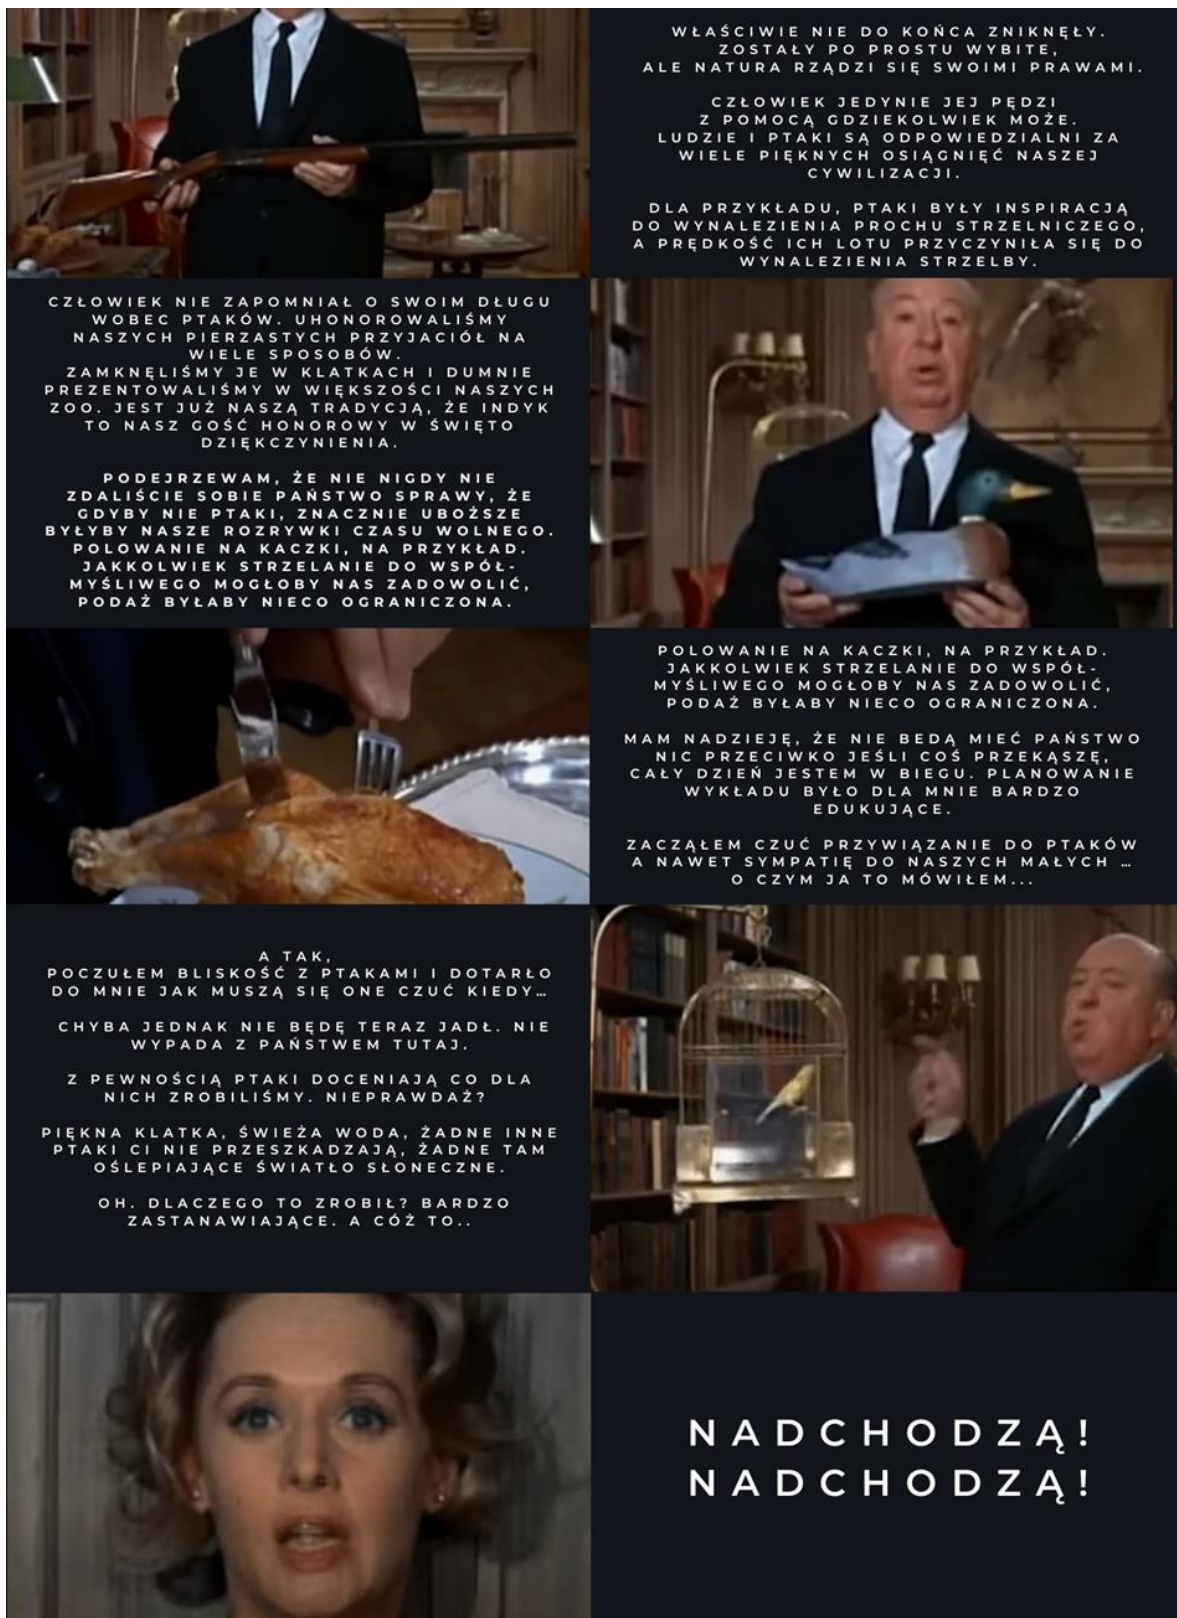 WŁAŚCIWIE NIE DO KOŃCA ZNIKNĘŁY.
ZOSTAŁY PO PROSTU WYBITE,
ALE NATURA RZĄDZI SIĘ SWOIMI PRAWAMI.
CZŁOWIEK JEDYNIE JEJ PĘDZI
Z POMOCĄ GDZIEKOLWIEK MOŻE.
LUDZIE I PTAKI SĄ ODPOWIEDZIALNI ZA
WIELE PIĘKNYCH OSIĄGNIĘĆ NASZEJ
CYWILIZACJI.
DLA PRZYKŁADU, PTAKI BYŁY INSPIRACJĄ
DO WYNALEZIENIA PROCHU STRZELNICZEGO,
A PRĘDKOŚĆ ICH LOTU PRZYCZYNIŁA SIĘ DO
WYNALEZIENIA STRZELBY.
CZŁOWIEK NIE ZAPOMNIAŁ O SWOIM DŁUGU
WOBEC PTAKÓW. UHONOROWALIŚMY
NASZYCH PIERZASTYCH PRZYJACIÓŁ NA
WIELE SPOSOBÓW.
ZAMKNĘLIŚMY JE W KLATKACH I DUMNIE
PREZENTOWALIŚMY W WIĘKSZOŚCI NASZYCH
ZOO. JEST JUŻ NASZĄ TRADYCJĄ, ŻE INDYK
TO NASZ GOŚĆ HONOROWY W ŚWIĘTO
DZIĘKCZYNIENIA.
PODEJRZEWAM, ŻE NIE NIGDY NIE
ZDALIŚCIE SOBIE PAŃSTWO SPRAWY, ŻE
GDYBY NIE PTAKI, ZNACZNIE UBOŻSZE
BYŁYBY NASZE ROZRYWKI CZASU WOLNEGO.
POLOWANIE NA KACZKI, NA PRZYKŁAD.
JAKKOLWIEK STRZELANIE DO WSPÓŁ-
MYŚLIWEGO MOGŁOBY NAS ZADOWOLIĆ,
PODAŻ BYŁABY NIECO OGRANICZONA.
POLOWANIE NA KACZKI, NA PRZYKŁAD.
JAKKOLWIEK STRZELANIE DO WSPÓŁ-
MYŚLIWEGO MOGŁOBY NAS ZADOWOLIĆ,
PODAŻ BYŁABY NIECO OGRANICZONA.
MAM NADZIEJĘ, ŻE NIE BEDĄ MIEĆ PAŃSTWO
NIC PRZECIWKO JEŚLI COŚ PRZEKĄSZĘ,
CAŁY DZIEŃ JESTEM W BIEGU. PLANOWANIE
WYKŁADU BYŁO DLA MNIE BARDZO
EDUKUJĄCE.
ZACZĄŁEM CZUĆ PRZYWIĄZANIE DO PTAKÓW
A NAWET SYMPATIĘ DO NASZYCH MAŁYCH …
O CZYM JA TO MÓWIŁEM...
A TAK,
POCZUŁEM BLISKOŚĆ Z PTAKAMI I DOTARŁO
DO MNIE JAK MUSZĄ SIĘ ONE CZUĆ KIEDY…
CHYBA JEDNAK NIE BĘDĘ TERAZ JADŁ. NIE
WYPADA Z PAŃSTWEM TUTAJ.
Z PEWNOŚCIĄ PTAKI DOCENIAJĄ CO DLA
NICH ZROBILIŚMY. NIEPRAWDAŻ?
PIĘKNA KLATKA, ŚWIEŻA WODA, ŻADNE INNE
PTAKI CI NIE PRZESZKADZAJĄ, ŻADNE TAM
OŚLEPIAJĄCE ŚWIATŁO SŁONECZNE.
OH. DLACZEGO TO ZROBIŁ? BARDZO
ZASTANAWIAJĄCE. A CÓŻ TO..
NADCHODZĄ!
NADCHODZĄ!